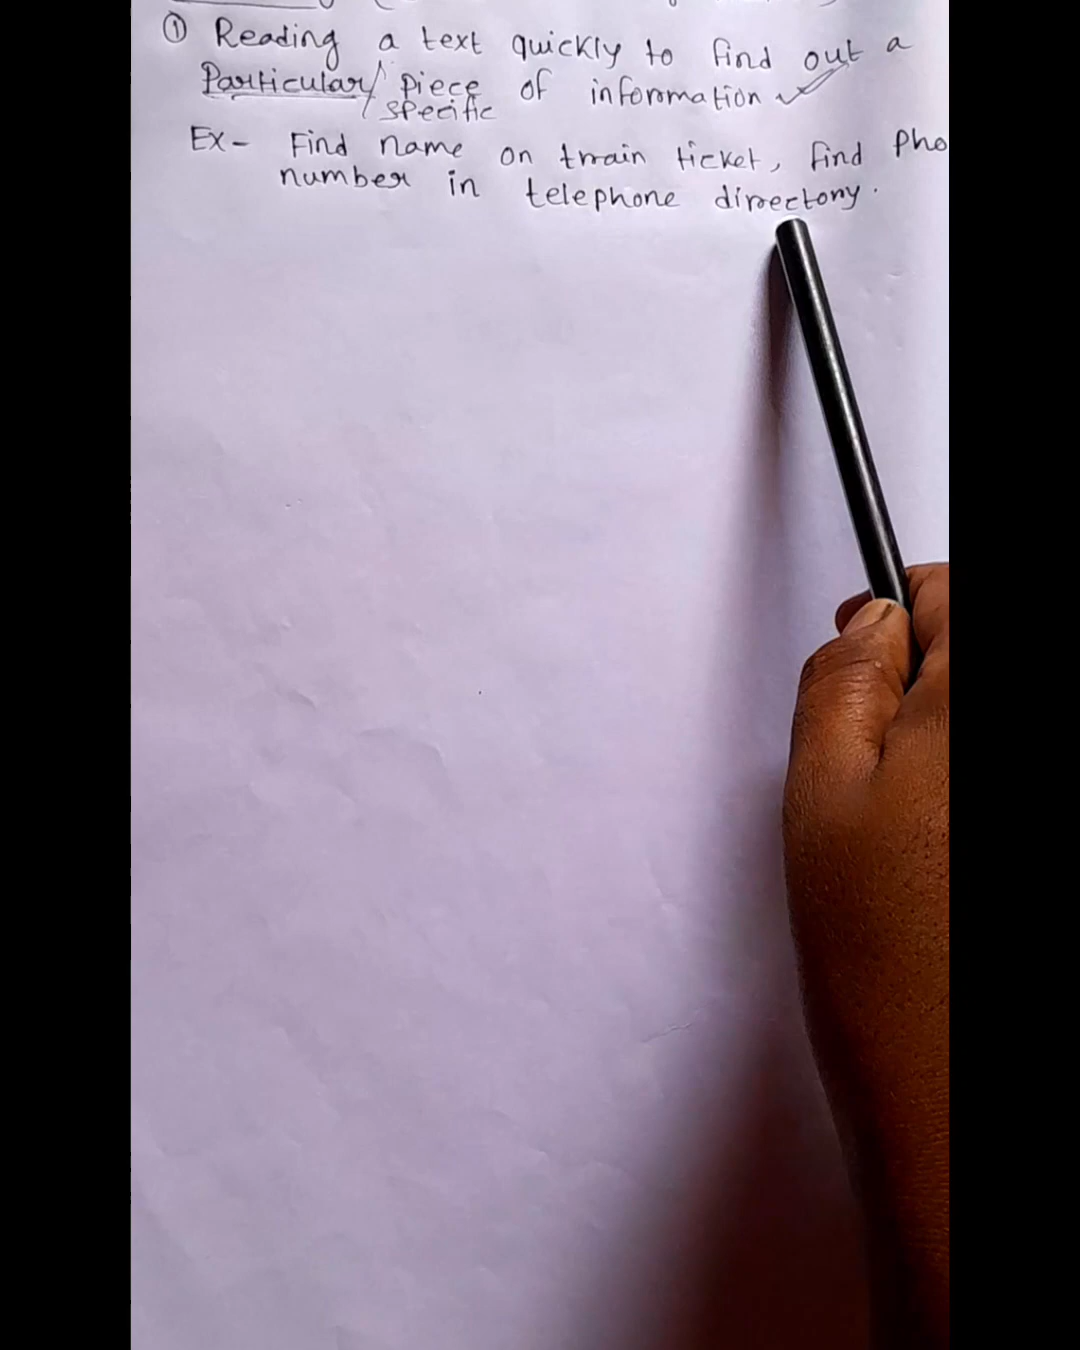 ① Reading a text quickly to find out a
Particular/ piece of information ✓
specific
Ex- Find name on train ticket, find Pho
number in telephone directory.